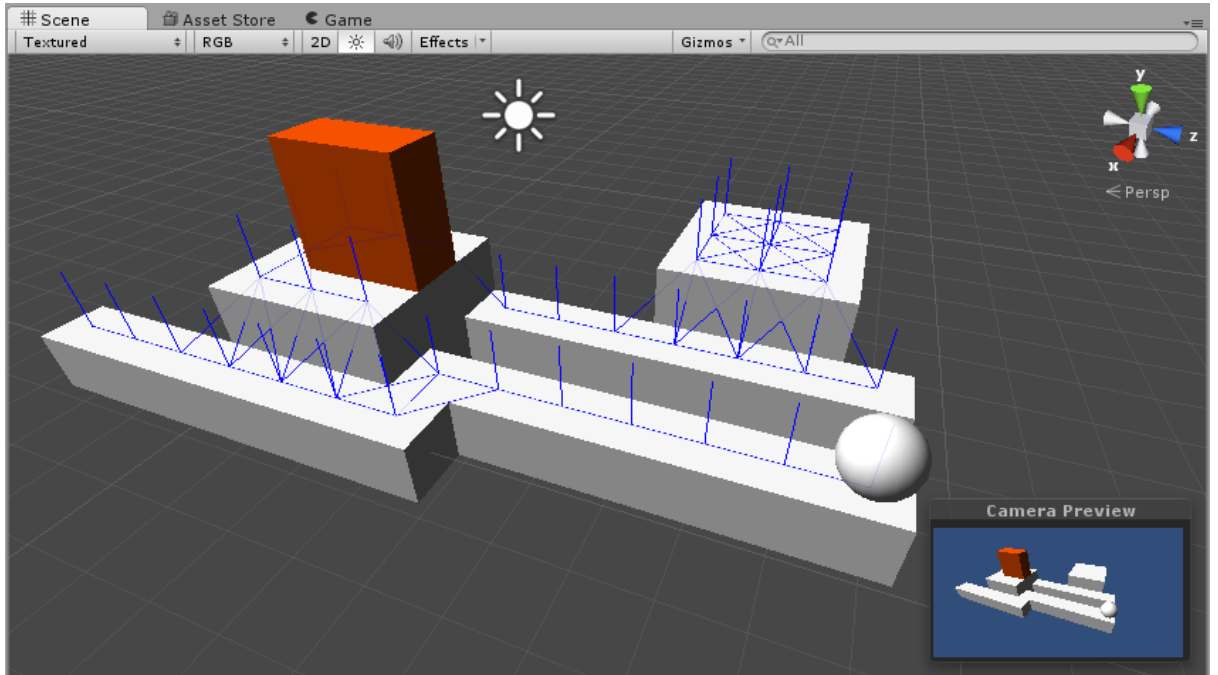 Scene Asset Store Game
Textured RGB 2D Effects Gizmos All
y
z
x
Persp
Camera Preview